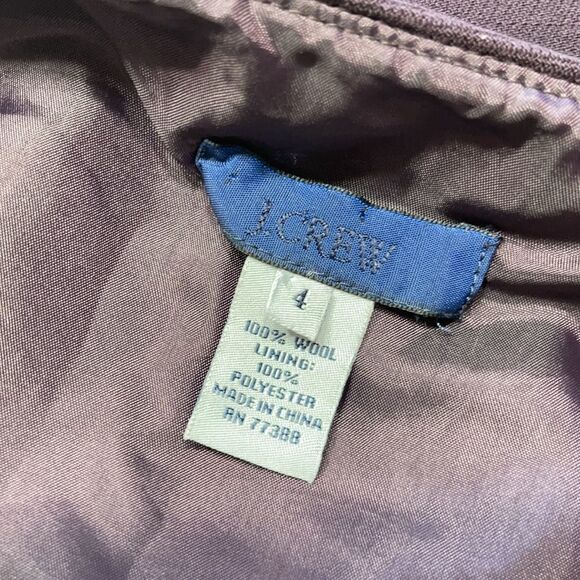 J.CREW
4
100% WOOL
LINING:
100%
POLYESTER
MADE IN CHINA
RN 77388